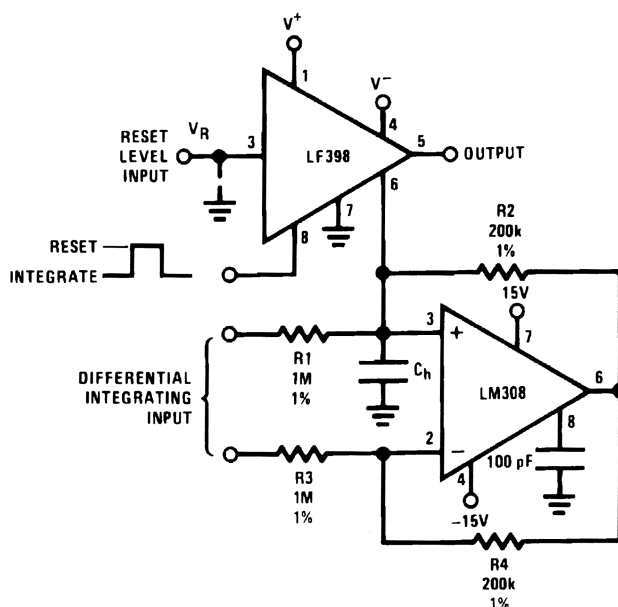 V+
1
V−
4
VR
RESET
LEVEL
INPUT
3
LF398
5
OUTPUT
6
7
8
RESET
INTEGRATE
R2
200k
1%
15V
DIFFERENTIAL
INTEGRATING
INPUT
R1
1M
1%
Ch
3
+
7
LM308
6
8
2
−
4
100 pF
−15V
R3
1M
1%
R4
200k
1%